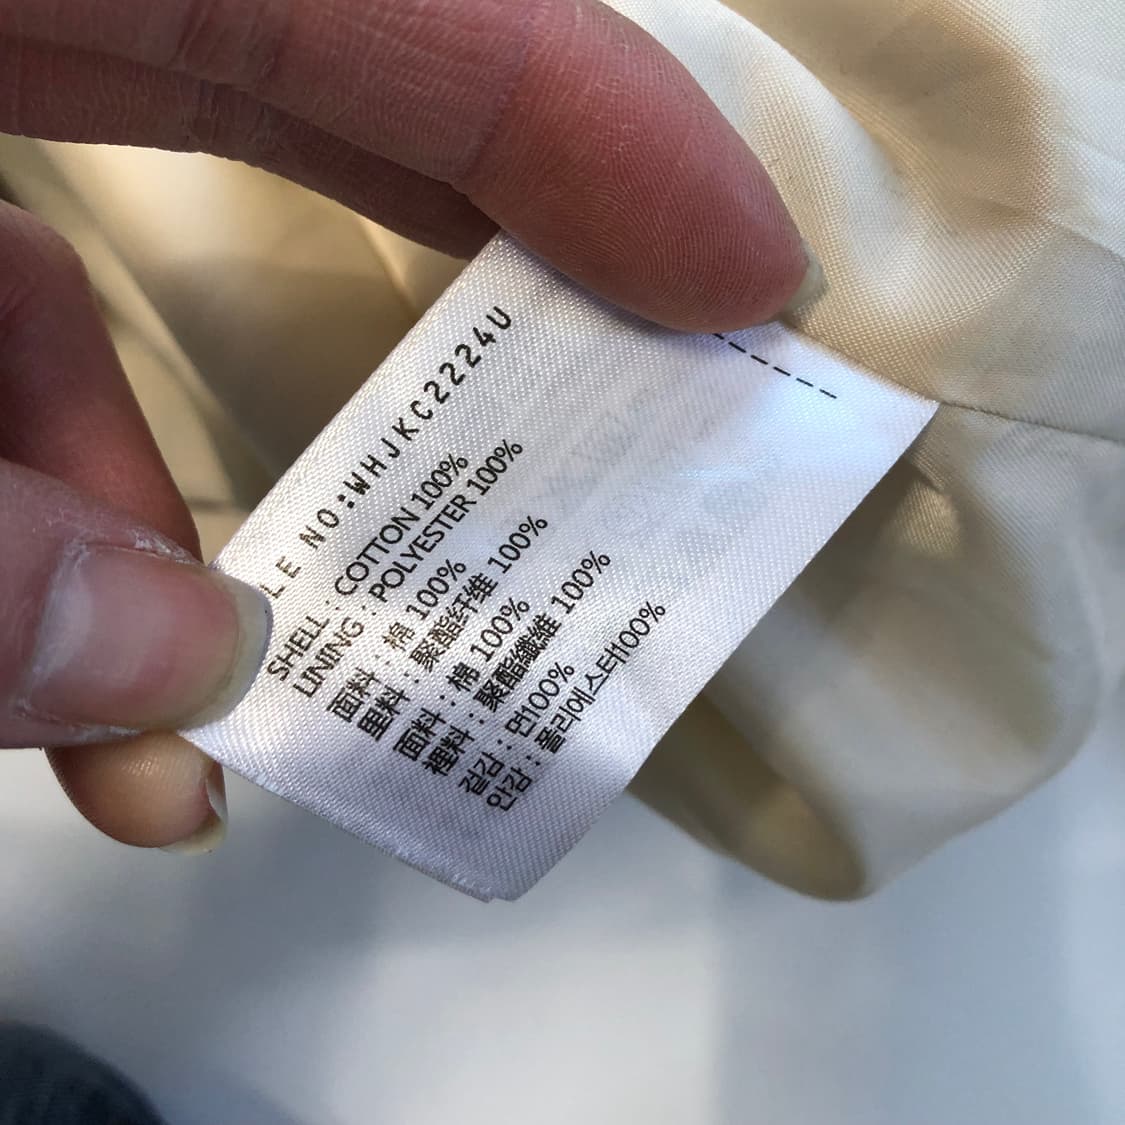 LE NO:WHJKC2224U
SHELL : COTTON 100%
LINING : POLYESTER 100%
面料 : 棉 100%
里料 : 聚酯纤维 100%
面料 : 棉 100%
裡料 : 聚酯纖維 100%
겉감 : 면100%
안감 : 폴리에스터100%